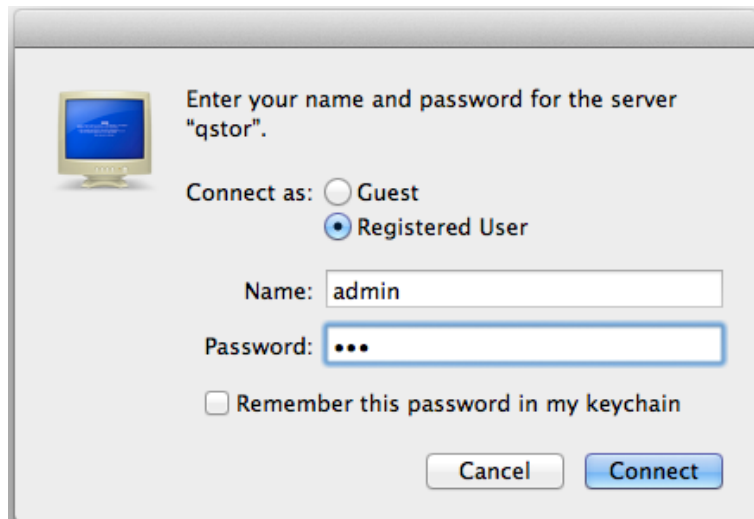 Enter your name and password for the server
“qstor”.
Connect as: Guest
Registered User
Name: admin
Password: •••
Remember this password in my keychain
Cancel Connect